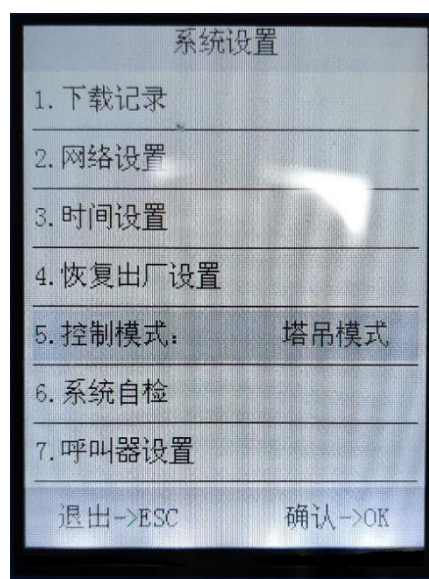 系统设置
1.下载记录
2.网络设置
3.时间设置
4.恢复出厂设置
5.控制模式： 塔吊模式
6.系统自检
7.呼叫器设置
退出->ESC 确认->OK